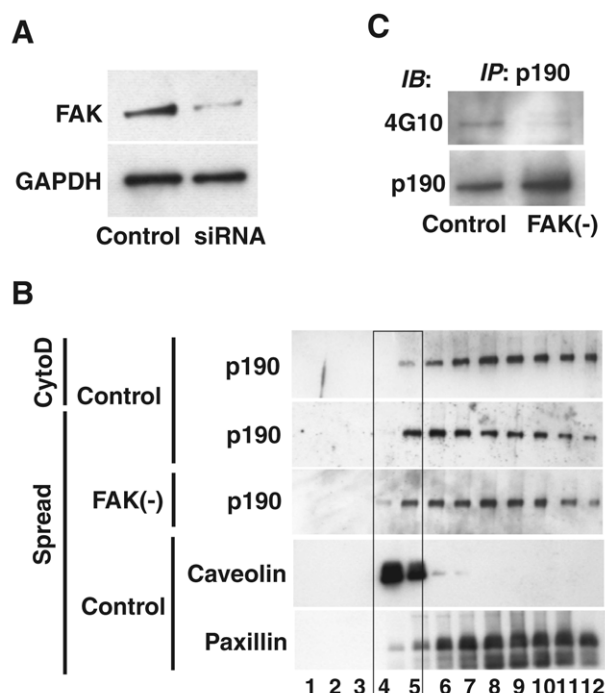 A
FAK
GAPDH
Control siRNA
C
IB: IP: p190
4G10
p190
Control FAK(-)
B
CytoD
Spread
Control
FAK(-)
Control
p190
p190
p190
Caveolin
Paxillin
1 2 3 4 5 6 7 8 9 10 11 12